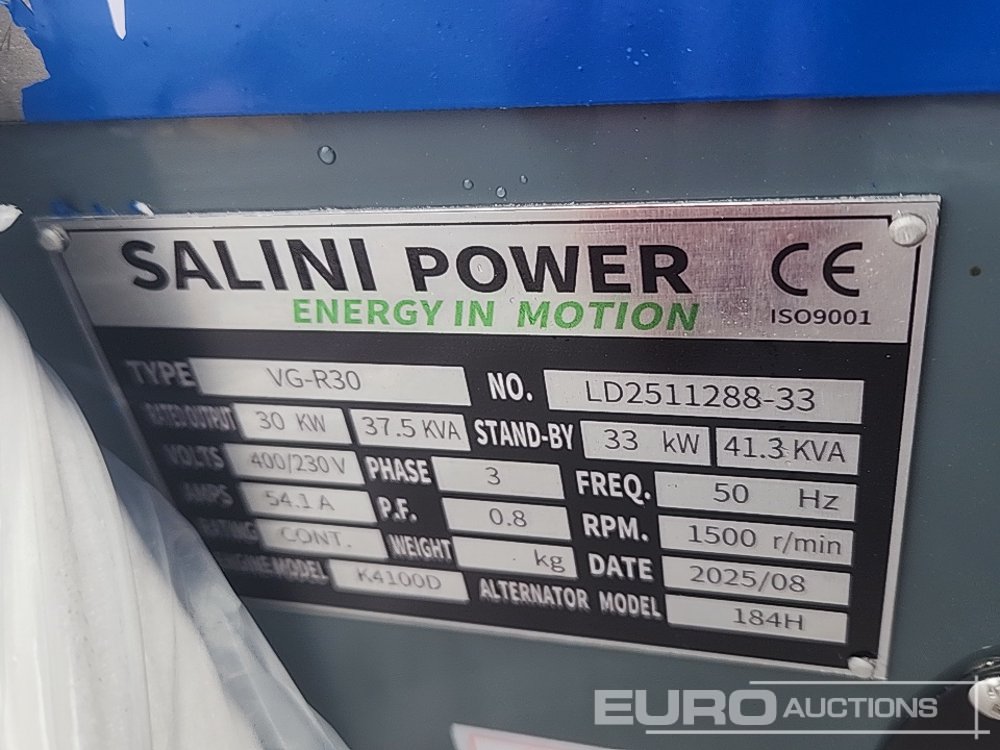 SALINI POWER CE
ENERGY IN MOTION ISO9001
TYPE VG-R30 NO. LD2511288-33
RATED OUTPUT 30 KW 37.5 KVA STAND-BY 33 kW 41.3 KVA
VOLTS 400/230 V PHASE 3 FREQ. 50 Hz
AMPS 54.1 A P.F. 0.8 RPM. 1500 r/min
RATING CONT. WEIGHT kg DATE 2025/08
ENGINE MODEL K4100D ALTERNATOR MODEL 184H
EURO AUCTIONS